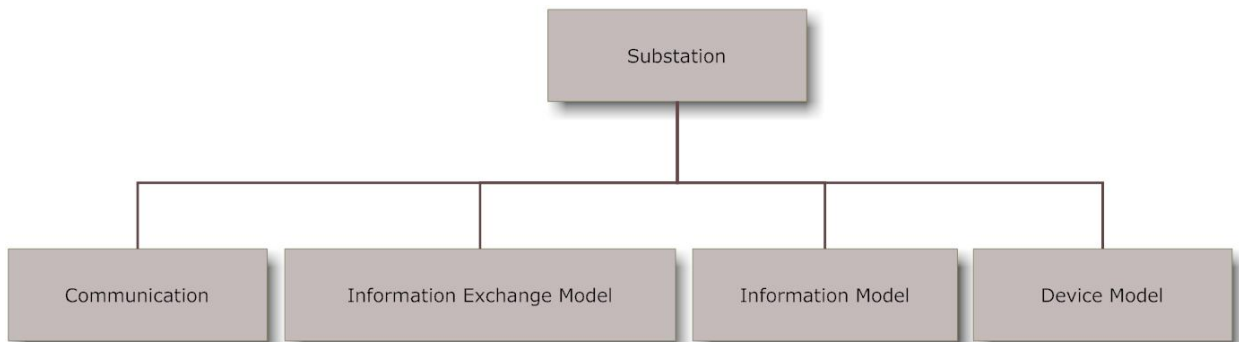 Substation
Communication
Information Exchange Model
Information Model
Device Model